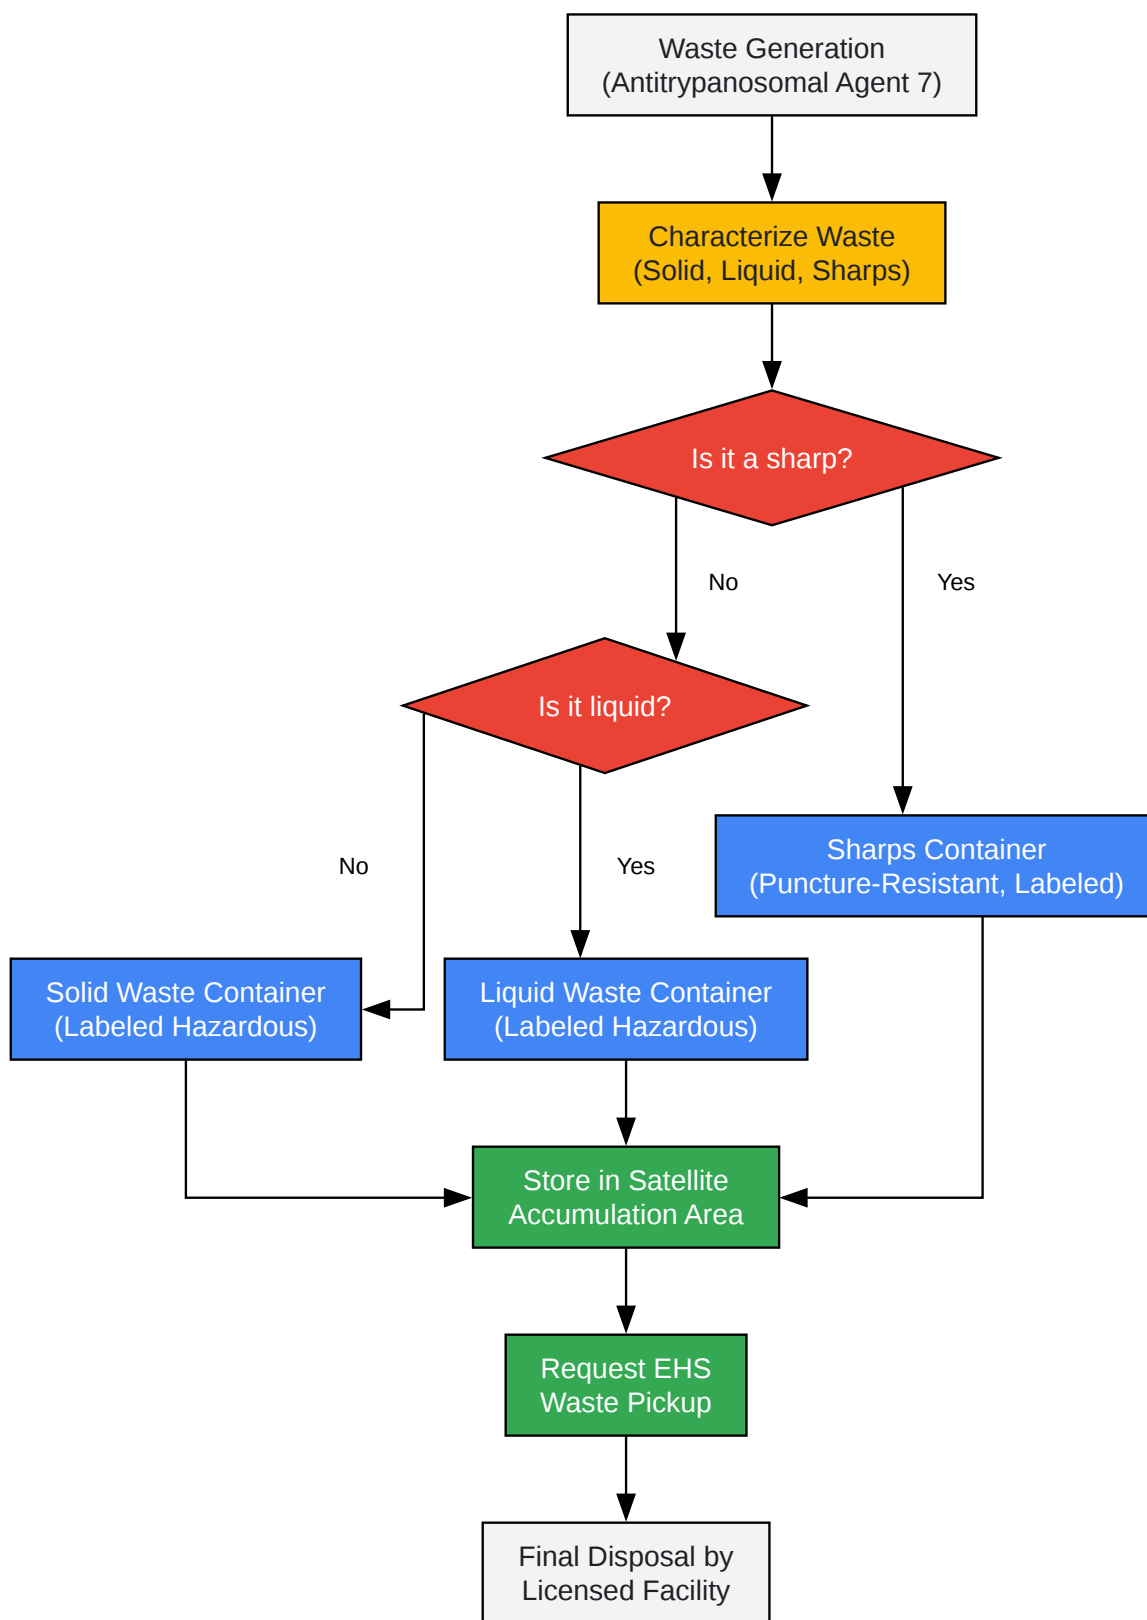 Waste Generation
(Antitrypanosomal Agent 7)
Characterize Waste
(Solid, Liquid, Sharps)
Is it a sharp?
No
Yes
Is it liquid?
No
Yes
Sharps Container
(Puncture-Resistant, Labeled)
Solid Waste Container
(Labeled Hazardous)
Liquid Waste Container
(Labeled Hazardous)
Store in Satellite
Accumulation Area
Request EHS
Waste Pickup
Final Disposal by
Licensed Facility